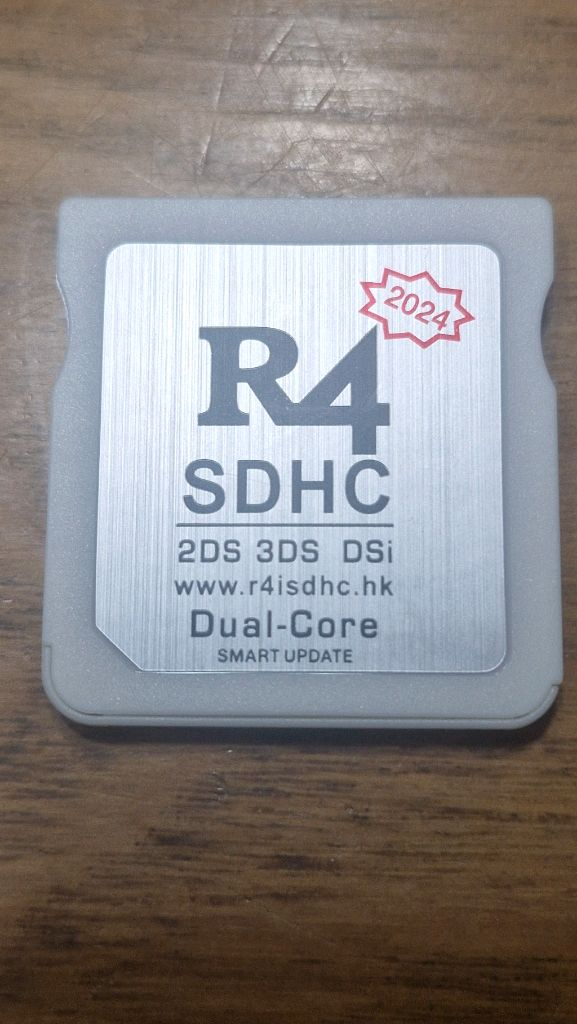 2024
R4
SDHC
2DS 3DS DSi
www.r4isdhc.hk
Dual-Core
SMART UPDATE